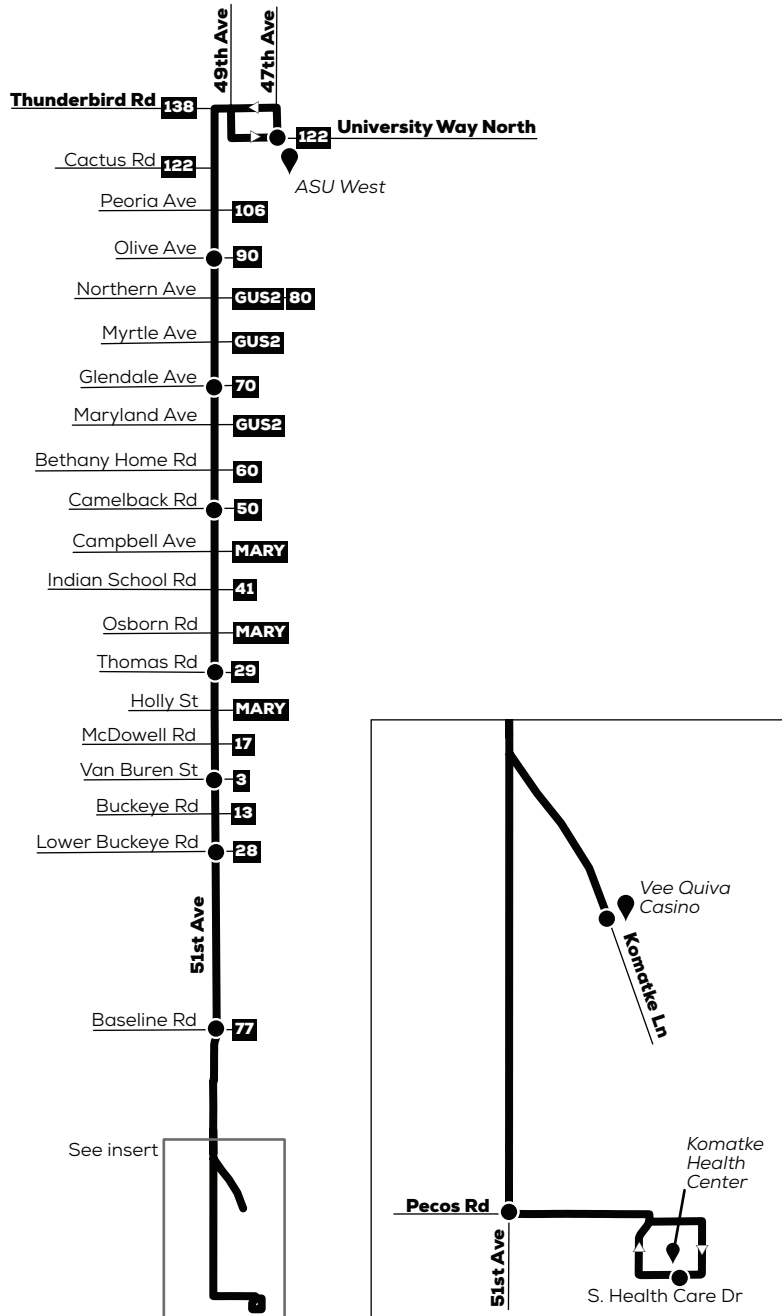 49th Ave
47th Ave
Thunderbird Rd 138
122 University Way North
Cactus Rd 122
ASU West
Peoria Ave 106
Olive Ave 90
Northern Ave GUS2 80
Myrtle Ave GUS2
Glendale Ave 70
Maryland Ave GUS2
Bethany Home Rd 60
Camelback Rd 50
Campbell Ave MARY
Indian School Rd 41
Osborn Rd MARY
Thomas Rd 29
Holly St MARY
McDowell Rd 17
Van Buren St 3
Buckeye Rd 13
Lower Buckeye Rd 28
51st Ave
Baseline Rd 77
See insert
Vee Quiva
Casino
Komatke Ln
Komatke
Health
Center
Pecos Rd
51st Ave
S. Health Care Dr